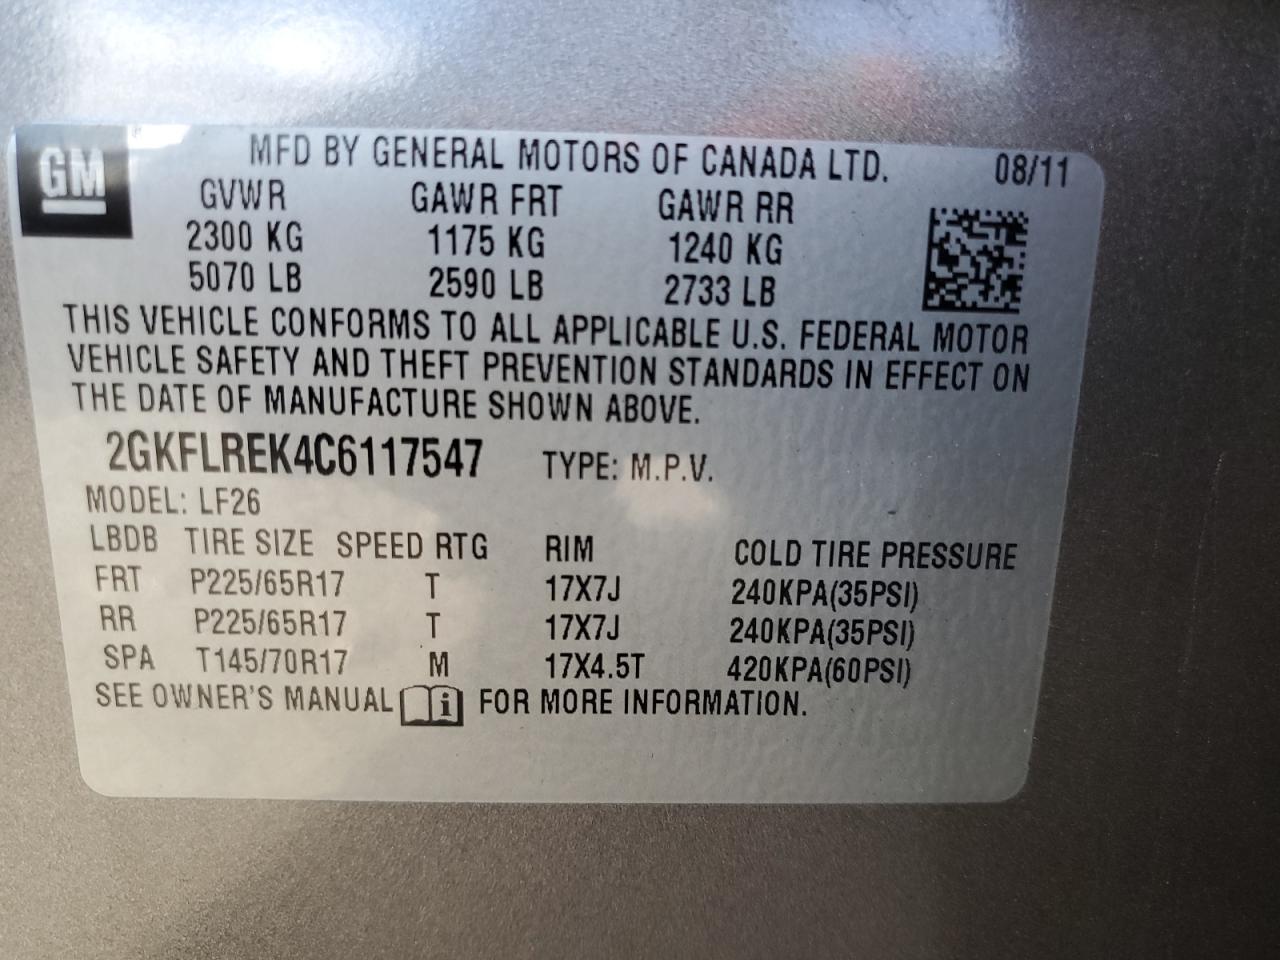 GM
MFD BY GENERAL MOTORS OF CANADA LTD. 08/11
GVWR GAWR FRT GAWR RR
2300 KG 1175 KG 1240 KG
5070 LB 2590 LB 2733 LB
THIS VEHICLE CONFORMS TO ALL APPLICABLE U.S. FEDERAL MOTOR
VEHICLE SAFETY AND THEFT PREVENTION STANDARDS IN EFFECT ON
THE DATE OF MANUFACTURE SHOWN ABOVE.
2GKFLREK4C6117547 TYPE: M.P.V.
MODEL: LF26
LBDB TIRE SIZE SPEED RTG RIM COLD TIRE PRESSURE
FRT P225/65R17 T 17X7J 240KPA(35PSI)
RR P225/65R17 T 17X7J 240KPA(35PSI)
SPA T145/70R17 M 17X4.5T 420KPA(60PSI)
SEE OWNER'S MANUAL i FOR MORE INFORMATION.